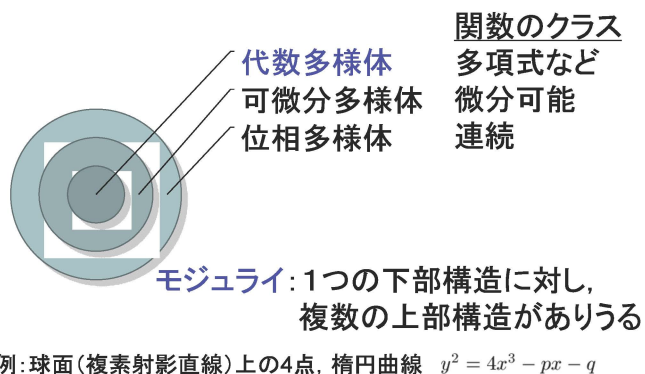 関数のクラス
代数多様体 多項式など
可微分多様体 微分可能
位相多様体 連続
モジュライ：１つの下部構造に対し，
複数の上部構造がありうる
例：球面（複素射影直線）上の4点，楕円曲線 y² = 4x³ − px − q